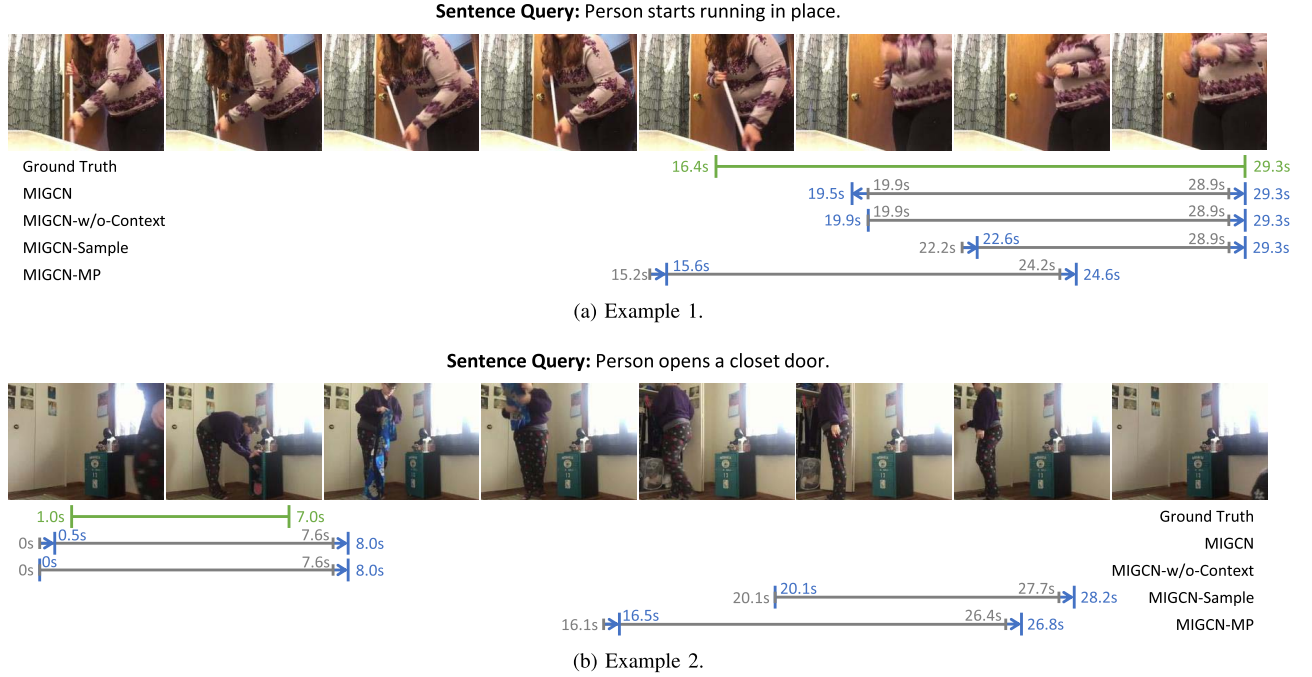 Sentence Query: Person starts running in place.
Ground Truth 16.4s 29.3s
MIGCN 19.5s 19.9s 28.9s 29.3s
MIGCN-w/o-Context 19.9s 19.9s 28.9s 29.3s
MIGCN-Sample 22.2s 22.6s 28.9s 29.3s
MIGCN-MP 15.2s 15.6s 24.2s 24.6s
(a) Example 1.
Sentence Query: Person opens a closet door.
1.0s 7.0s Ground Truth
0s 0.5s 7.6s 8.0s MIGCN
0s 0s 7.6s 8.0s MIGCN-w/o-Context
20.1s 20.1s 27.7s 28.2s MIGCN-Sample
16.1s 16.5s 26.4s 26.8s MIGCN-MP
(b) Example 2.